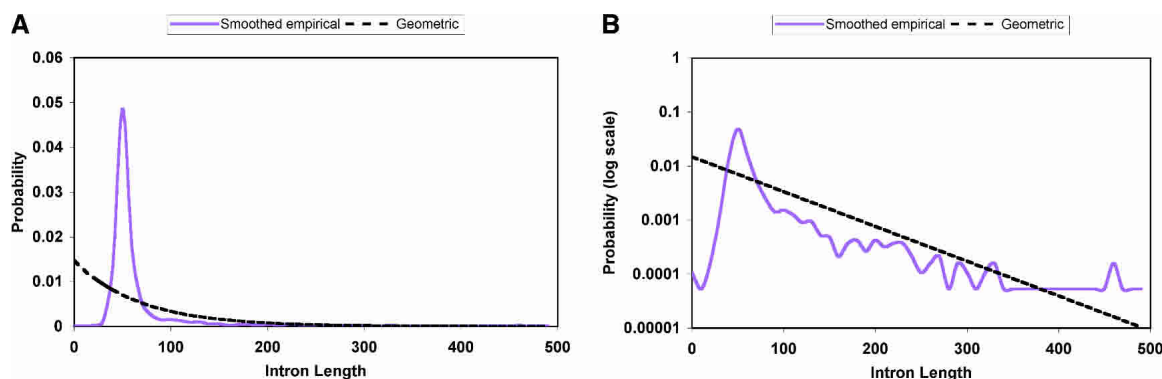 A
Smoothed empirical Geometric
0.06
0.05
0.04
0.03
0.02
0.01
0
Probability
0 100 200 300 400 500
Intron Length
B
Smoothed empirical Geometric
1
0.1
0.01
0.001
0.0001
0.00001
Probability (log scale)
0 100 200 300 400 500
Intron Length